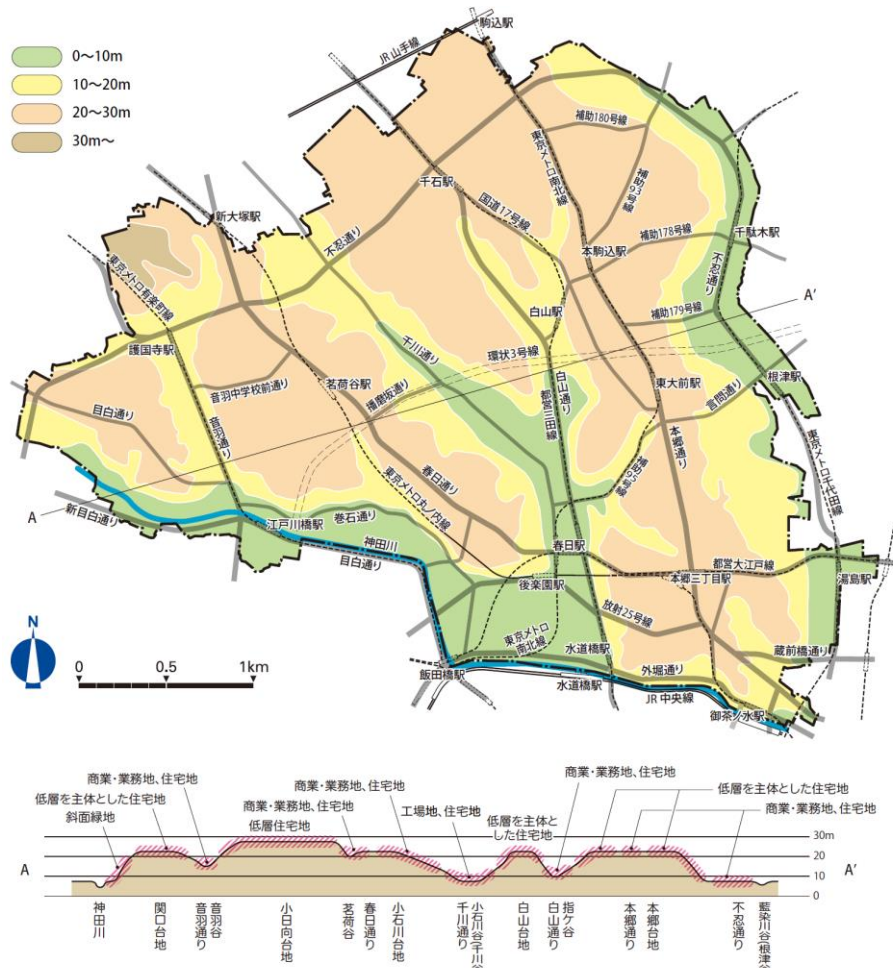 駒込駅
JR山手線
0〜10m
10〜20m
20〜30m
30m〜
東京メトロ南北線
補助180号線
補助93号線
千石駅
国道17号線
新大塚駅
不忍通り
本駒込駅
補助178号線
千駄木駅
不忍通り
東京メトロ有楽町線
白山駅
補助179号線
A'
護国寺駅
千川通り
環状3号線
白山通り
都営三田線
東大前駅
言問通り
根津駅
音羽中学校前通り
茗荷谷駅
播磨坂通り
目白通り
音羽通り
本郷通り
補助95号線
東京メトロ千代田線
春日通り
東京メトロ丸ノ内線
A
新目白通り
江戸川橋駅
巻石通り
神田川
目白通り
春日駅
都営大江戸線
湯島駅
後楽園駅
本郷三丁目駅
放射25号線
N
東京メトロ
南北線
水道橋駅
蔵前橋通り
0 0.5 1km
飯田橋駅
水道橋駅
外堀通り
JR中央線
御茶ノ水駅
商業・業務地、住宅地
低層を主体とした住宅地
斜面緑地
商業・業務地、住宅地
商業・業務地、住宅地
低層住宅地
工場地、住宅地
商業・業務地、住宅地
低層を主体と
した住宅地
低層を主体とした住宅地
商業・業務地、住宅地
30m
20
10
0
A
A'
神田川
関口台地
音羽通り
音羽谷
小日向台地
茗荷谷
春日通り
小石川台地
千川通り
小石川谷(千川谷
白山台地
白山通り
指ケ谷
本郷通り
本郷台地
不忍通り
藍染川谷(根津谷